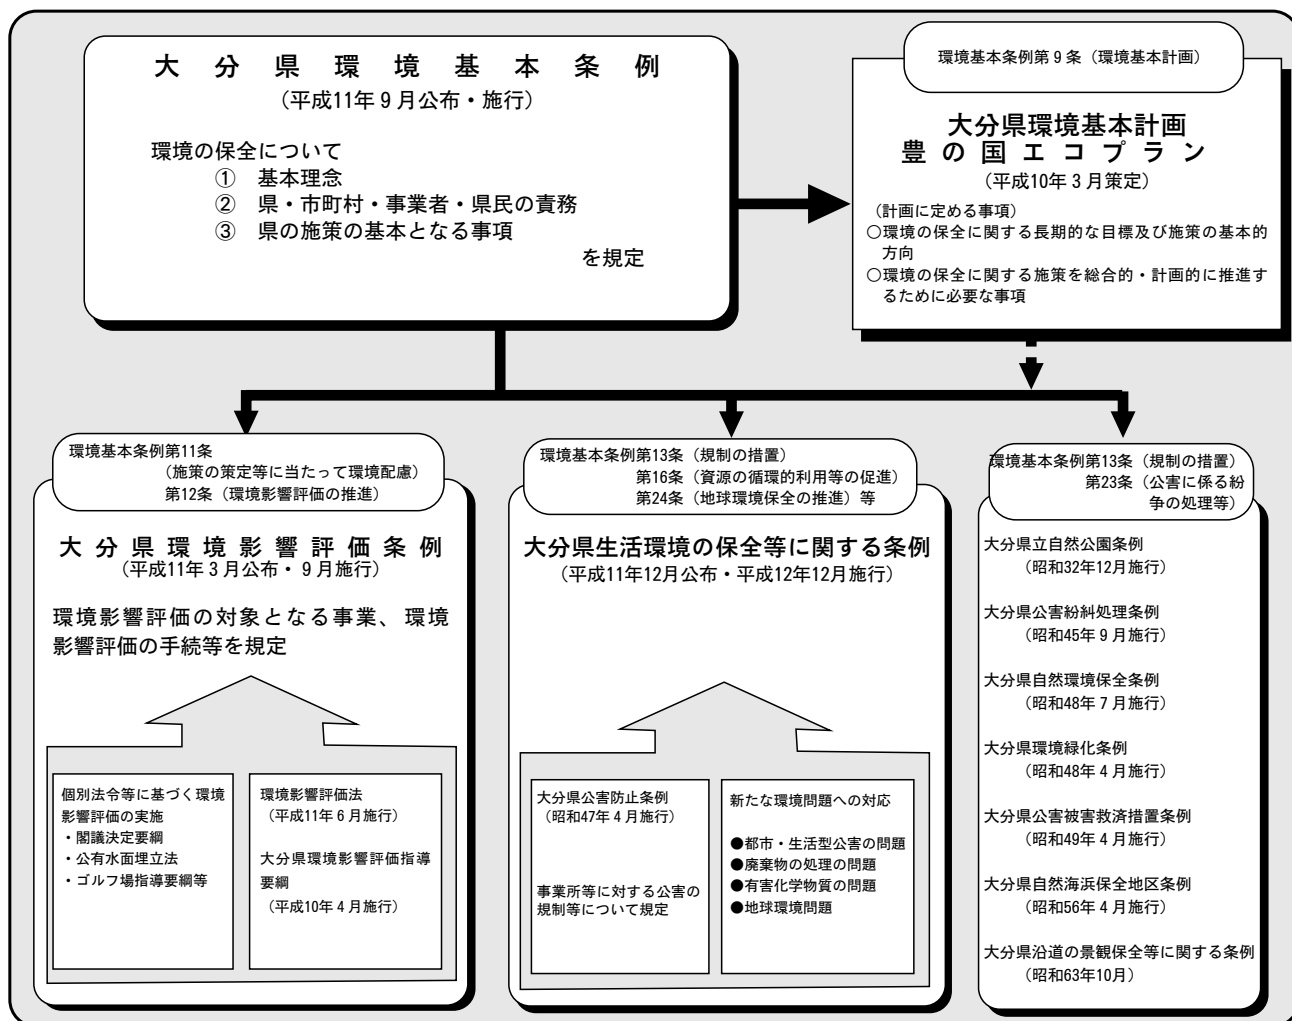 大分県環境基本条例
(平成11年9月公布・施行)
環境の保全について
① 基本理念
② 県・市町村・事業者・県民の責務
③ 県の施策の基本となる事項
を規定
環境基本条例第9条(環境基本計画)
大分県環境基本計画
豊の国エコプラン
(平成10年3月策定)
(計画に定める事項)
○環境の保全に関する長期的な目標及び施策の基本的
方向
○環境の保全に関する施策を総合的・計画的に推進す
るために必要な事項
環境基本条例第11条
(施策の策定等に当たって環境配慮)
第12条(環境影響評価の推進)
大分県環境影響評価条例
(平成11年3月公布・9月施行)
環境影響評価の対象となる事業、環境
影響評価の手続等を規定
個別法令等に基づく環境
影響評価の実施
・閣議決定要綱
・公有水面埋立法
・ゴルフ場指導要綱等
環境影響評価法
(平成11年6月施行)
大分県環境影響評価指導
要綱
(平成10年4月施行)
環境基本条例第13条(規制の措置)
第16条(資源の循環的利用等の促進)
第24条(地球環境保全の推進)等
大分県生活環境の保全等に関する条例
(平成11年12月公布・平成12年12月施行)
大分県公害防止条例
(昭和47年4月施行)
事業所等に対する公害の
規制等について規定
新たな環境問題への対応
●都市・生活型公害の問題
●廃棄物の処理の問題
●有害化学物質の問題
●地球環境問題
環境基本条例第13条(規制の措置)
第23条(公害に係る紛
争の処理等)
大分県立自然公園条例
(昭和32年12月施行)
大分県公害紛糾処理条例
(昭和45年9月施行)
大分県自然環境保全条例
(昭和48年7月施行)
大分県環境緑化条例
(昭和48年4月施行)
大分県公害被害救済措置条例
(昭和49年4月施行)
大分県自然海浜保全地区条例
(昭和56年4月施行)
大分県沿道の景観保全等に関する条例
(昭和63年10月)